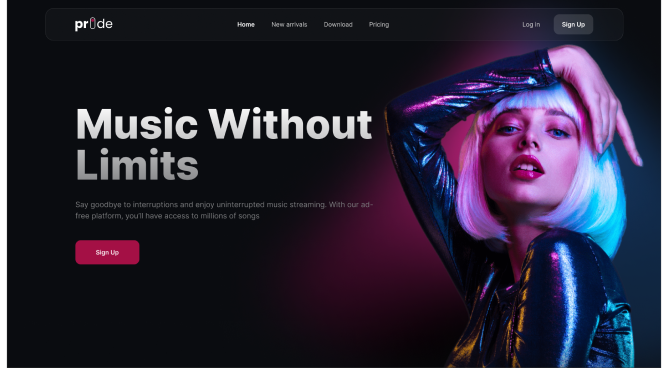 pride
Home New arrivals Download Pricing Log in Sign Up
Music Without
Limits
Say goodbye to interruptions and enjoy uninterrupted music streaming. With our ad-
free platform, you'll have access to millions of songs
Sign Up